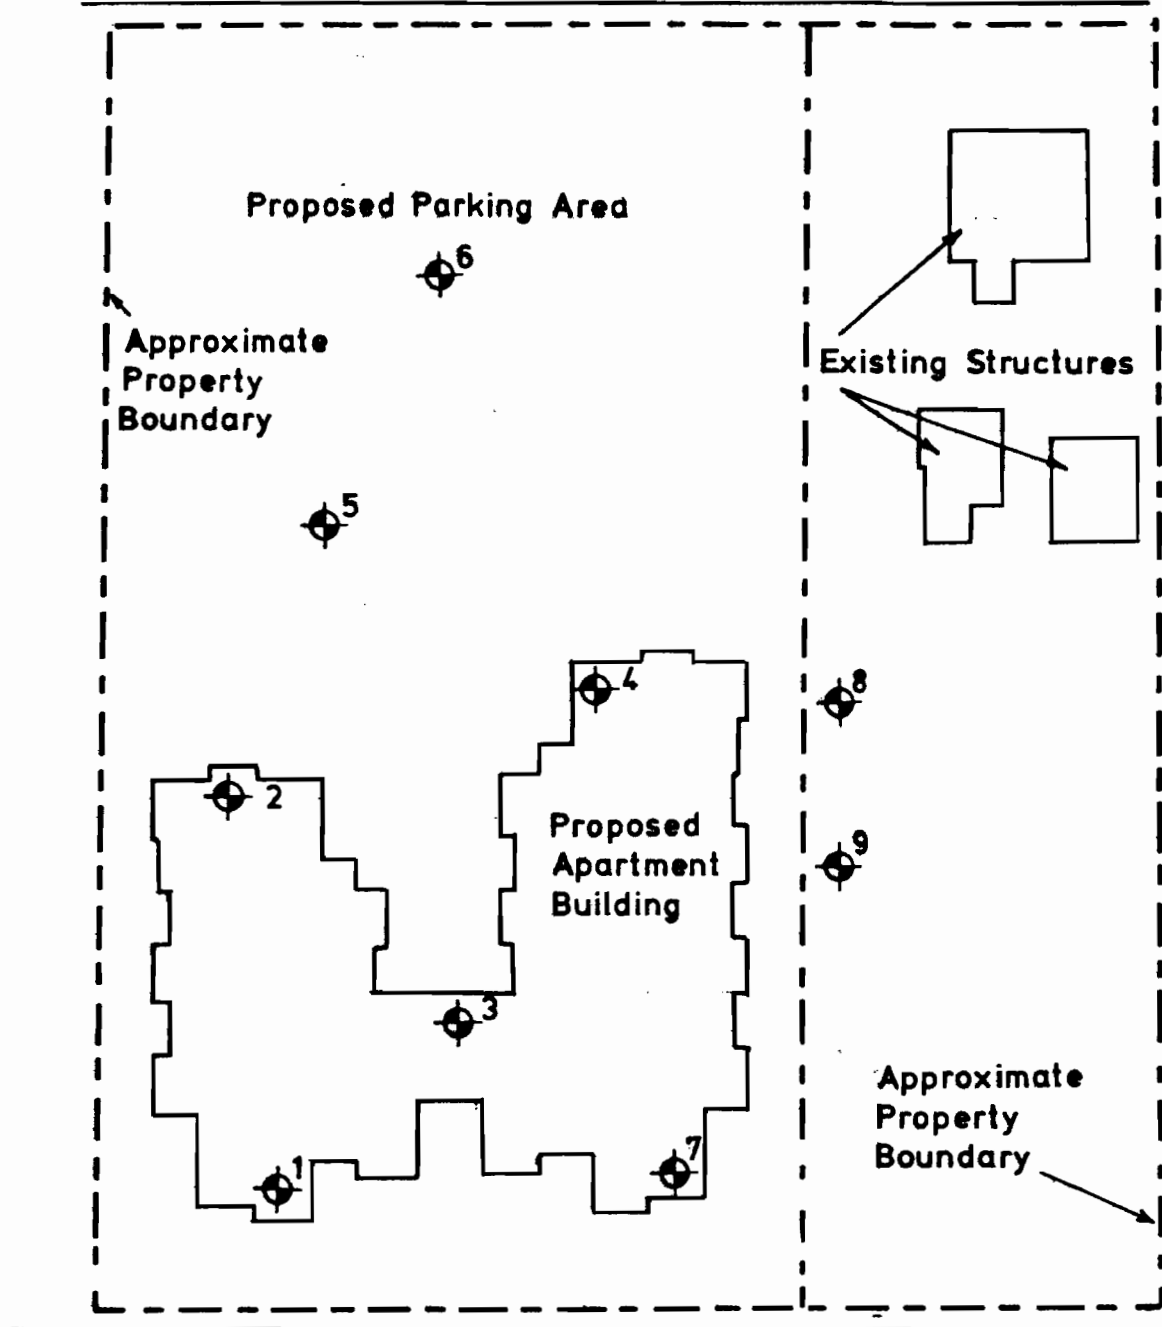 Proposed Parking Area
6
Approximate
Property
Boundary
Existing Structures
5
4
8
2
Proposed
Apartment
Building
9
3
Approximate
Property
Boundary
1
7